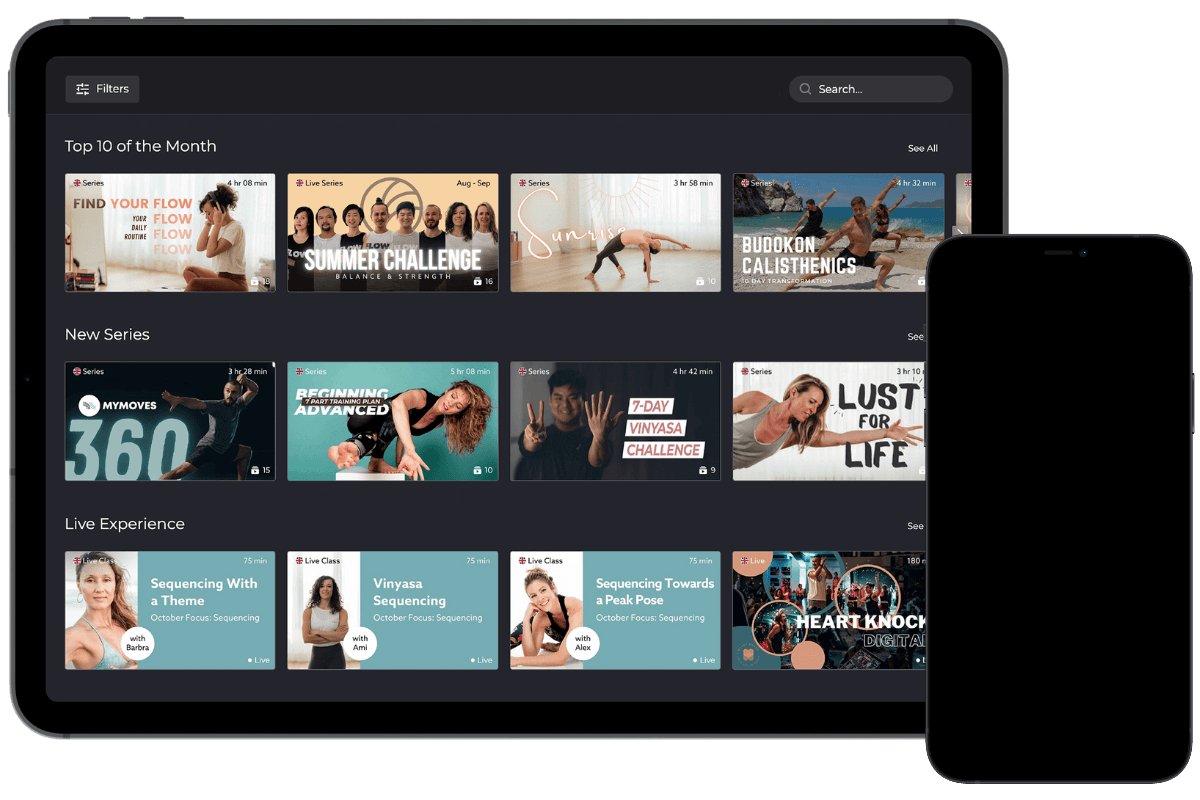 Filters
Search...
Top 10 of the Month
See All
Series
4 hr 08 min
FIND YOUR FLOW
YOUR
DAILY
ROUTINE
FLOW
FLOW
FLOW
18
Live Series
Aug - Sep
FLOW
FLOW
SUMMER CHALLENGE
BALANCE & STRENGTH
16
Series
3 hr 58 min
Sunrise
10
Series
4 hr 32 min
BUDOKON
CALISTHENICS
10 DAY TRANSFORMATION
New Series
See
Series
3 hr 28 min
MYMOVES
360
15
Series
5 hr 08 min
BEGINNING
7 PART TRAINING PLAN
ADVANCED
10
Series
4 hr 42 min
7-DAY
VINYASA
CHALLENGE
9
Series
3 hr 10
LUST
FOR
LIFE
Live Experience
See
Live Class
75 min
Sequencing With
a Theme
October Focus: Sequencing
with
Barbra
Live
Live Class
75 min
Vinyasa
Sequencing
October Focus: Sequencing
with
Ami
Live
Live Class
75 min
Sequencing Towards
a Peak Pose
October Focus: Sequencing
with
Alex
Live
Live
180
HEART KNOCK
DIGITA